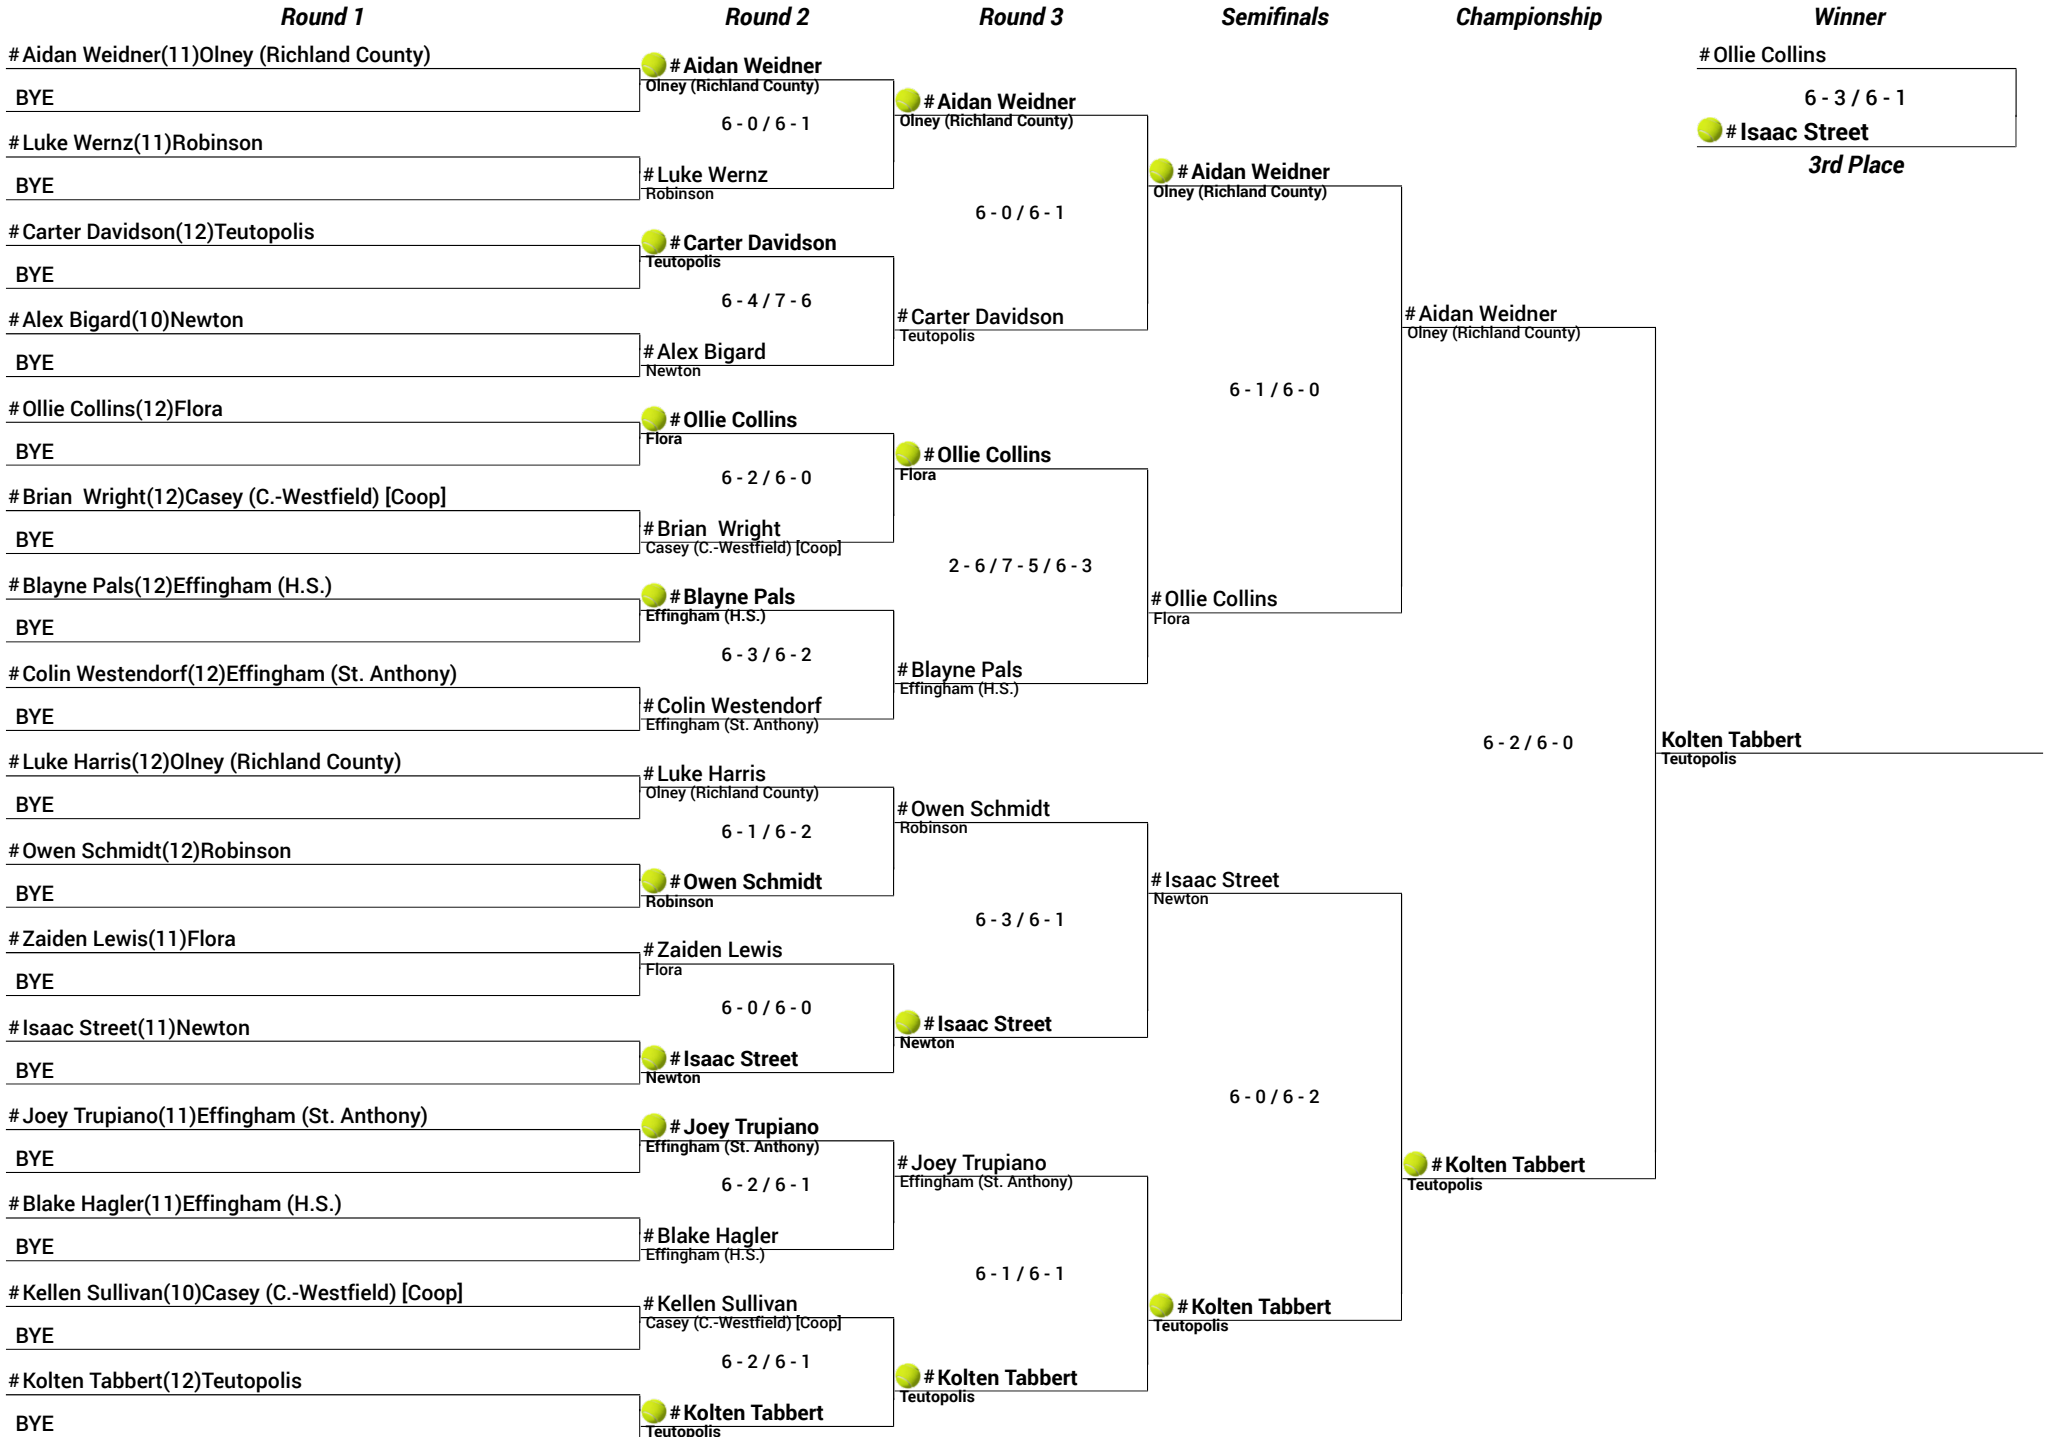 Round 1
Round 2
Round 3
Semifinals
Championship
Winner
#Aidan Weidner(11)Olney (Richland County)
BYE
#Luke Wernz(11)Robinson
BYE
#Carter Davidson(12)Teutopolis
BYE
#Alex Bigard(10)Newton
BYE
#Ollie Collins(12)Flora
BYE
#Brian  Wright(12)Casey (C.-Westfield) [Coop]
BYE
#Blayne Pals(12)Effingham (H.S.)
BYE
#Colin Westendorf(12)Effingham (St. Anthony)
BYE
#Luke Harris(12)Olney (Richland County)
BYE
#Owen Schmidt(12)Robinson
BYE
#Zaiden Lewis(11)Flora
BYE
#Isaac Street(11)Newton
BYE
#Joey Trupiano(11)Effingham (St. Anthony)
BYE
#Blake Hagler(11)Effingham (H.S.)
BYE
#Kellen Sullivan(10)Casey (C.-Westfield) [Coop]
BYE
#Kolten Tabbert(12)Teutopolis
BYE
#Aidan Weidner
Olney (Richland County)
6 - 0 / 6 - 1
#Luke Wernz
Robinson
#Carter Davidson
Teutopolis
6 - 4 / 7 - 6
#Alex Bigard
Newton
#Ollie Collins
Flora
6 - 2 / 6 - 0
#Brian  Wright
Casey (C.-Westfield) [Coop]
#Blayne Pals
Effingham (H.S.)
6 - 3 / 6 - 2
#Colin Westendorf
Effingham (St. Anthony)
#Luke Harris
Olney (Richland County)
6 - 1 / 6 - 2
#Owen Schmidt
Robinson
#Zaiden Lewis
Flora
6 - 0 / 6 - 0
#Isaac Street
Newton
#Joey Trupiano
Effingham (St. Anthony)
6 - 2 / 6 - 1
#Blake Hagler
Effingham (H.S.)
#Kellen Sullivan
Casey (C.-Westfield) [Coop]
6 - 2 / 6 - 1
#Kolten Tabbert
Teutopolis
#Aidan Weidner
Olney (Richland County)
6 - 0 / 6 - 1
#Carter Davidson
Teutopolis
#Ollie Collins
Flora
2 - 6 / 7 - 5 / 6 - 3
#Blayne Pals
Effingham (H.S.)
#Owen Schmidt
Robinson
6 - 3 / 6 - 1
#Isaac Street
Newton
#Joey Trupiano
Effingham (St. Anthony)
6 - 1 / 6 - 1
#Kolten Tabbert
Teutopolis
#Aidan Weidner
Olney (Richland County)
6 - 1 / 6 - 0
#Ollie Collins
Flora
#Isaac Street
Newton
6 - 0 / 6 - 2
#Kolten Tabbert
Teutopolis
#Aidan Weidner
Olney (Richland County)
6 - 2 / 6 - 0
#Kolten Tabbert
Teutopolis
#Ollie Collins
6 - 3 / 6 - 1
#Isaac Street
3rd Place
Kolten Tabbert
Teutopolis